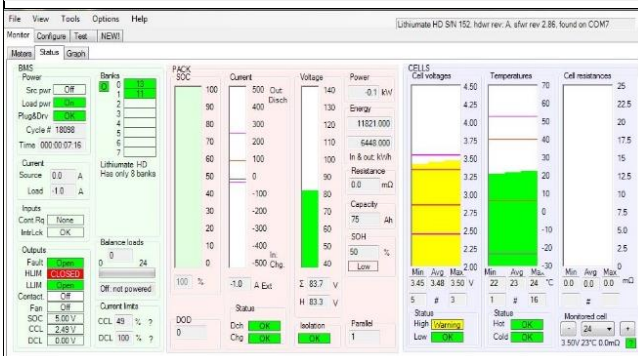 File View Tools Options Help
Lithiumate HD S/N 152, hdwr rev: A, sfwr rev 2.86, found on COM7
Monitor Configure Test NEW!
Meters Status Graph
BMS
Power
Src pwr Off
Load pwr On
Plug&Drv OK
Cycle # 18098
Time 000:00:07:16
Current
Source 0.0 A
Load -1.0 A
Inputs
Cont.Rq None
IntrLck OK
Outputs
Fault Open
HLIM CLOSED
LLIM Open
Contact. Off
Fan Off
SOC 5.00 V
CCL 2.49 V
DCL 0.00 V
Banks
0 0 13
1 11
2
3
4
5
6
7
Lithiumate HD
Has only 8 banks
Balance loads
0
0 24
Off: not powered
Current limits
CCL 49 % ?
DCL 100 % ?
PACK
SOC
100
90
80
70
60
50
40
30
20
10
0
100 %
DOD
0
Current
500 Out
Disch
400
300
200
100
0
-100
-200
-300
-400 In:
-500 Chg.
-1.0 A Ext
Status
Dch OK
Chg OK
Voltage
140
130
120
110
100
90
80
70
60
50
40
Σ 83.7 V
H 83.3 V
Isolation
OK
Power
-0.1 kW
Energy
11821.000
6448.000
In & out: kWh
Resistance
0.0 mΩ
Capacity
75 Ah
SOH
50 %
Low
Parallel
1
CELLS
Cell voltages
4.50
4.25
4.00
3.75
3.50
3.25
3.00
2.75
2.50
2.25
2.00
Min Avg Max
3.45 3.48 3.50 V
5 # 3
Status
High Warning
Low OK
Temperatures
70
60
50
40
30
20
10
0
-10
-20
-30
Min Avg Max
22 23 24 °C
1 # 16
Status
Hot OK
Cold OK
Cell resistances
25
22.5
20
17.5
15
12.5
10
7.5
5
2.5
0
Min Avg Max
0.0 0.0 0.0 mΩ
#
Monitored cell
- 24 +
3.50V 23°C 0.0mΩ ?